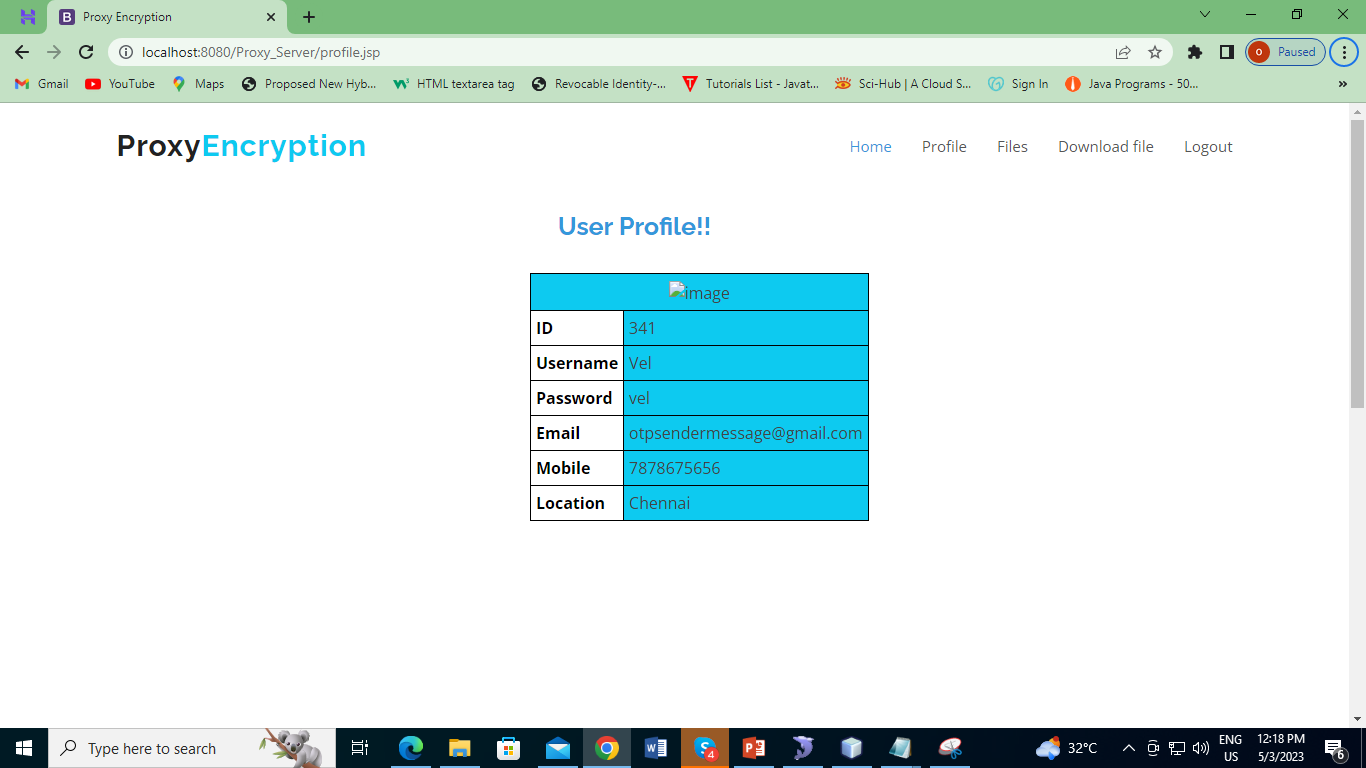 Proxy Encryption
localhost:8080/Proxy_Server/profile.jsp
Paused
Gmail YouTube Maps Proposed New Hyb... HTML textarea tag Revocable Identity-... Tutorials List - Javat... Sci-Hub | A Cloud S... Sign In Java Programs - 50... »
ProxyEncryption Home Profile Files Download file Logout
User Profile!!
image
ID 341
Username Vel
Password vel
Email otpsendermessage@gmail.com
Mobile 7878675656
Location Chennai
Type here to search 32°C ENG 12:18 PM
US 5/3/2023